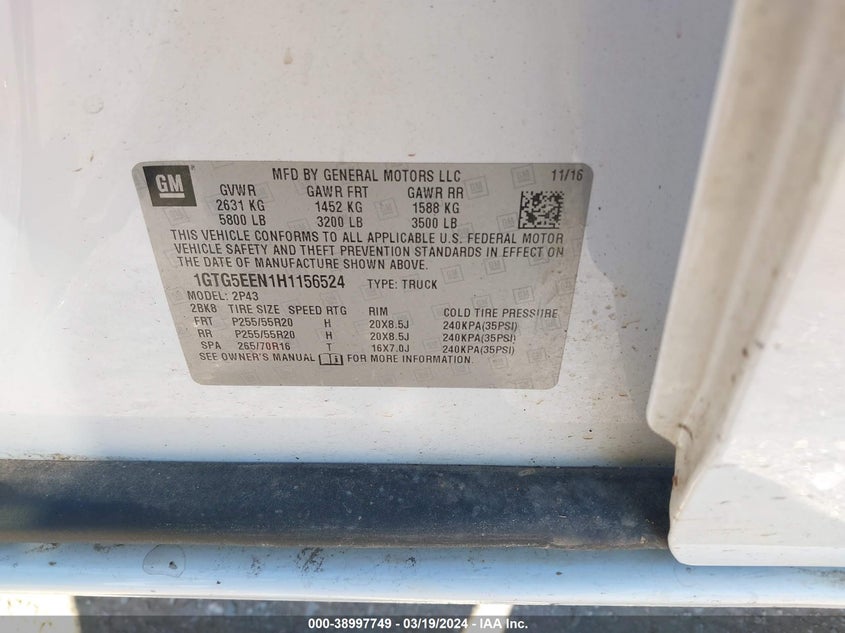 GM
MFD BY GENERAL MOTORS LLC 11/16
GVWR GAWR FRT GAWR RR
2631 KG 1452 KG 1588 KG
5800 LB 3200 LB 3500 LB
THIS VEHICLE CONFORMS TO ALL APPLICABLE U.S. FEDERAL MOTOR
VEHICLE SAFETY AND THEFT PREVENTION STANDARDS IN EFFECT ON
THE DATE OF MANUFACTURE SHOWN ABOVE.
1GTG5EEN1H1156524 TYPE: TRUCK
MODEL: 2P43
2BK8 TIRE SIZE SPEED RTG RIM COLD TIRE PRESSURE
FRT P255/55R20 H 20X8.5J 240KPA(35PSI)
RR P255/55R20 H 20X8.5J 240KPA(35PSI)
SPA 265/70R16 T 16X7.0J 240KPA(35PSI)
SEE OWNER'S MANUAL FOR MORE INFORMATION.
000-38997749 - 03/19/2024 - IAA Inc.